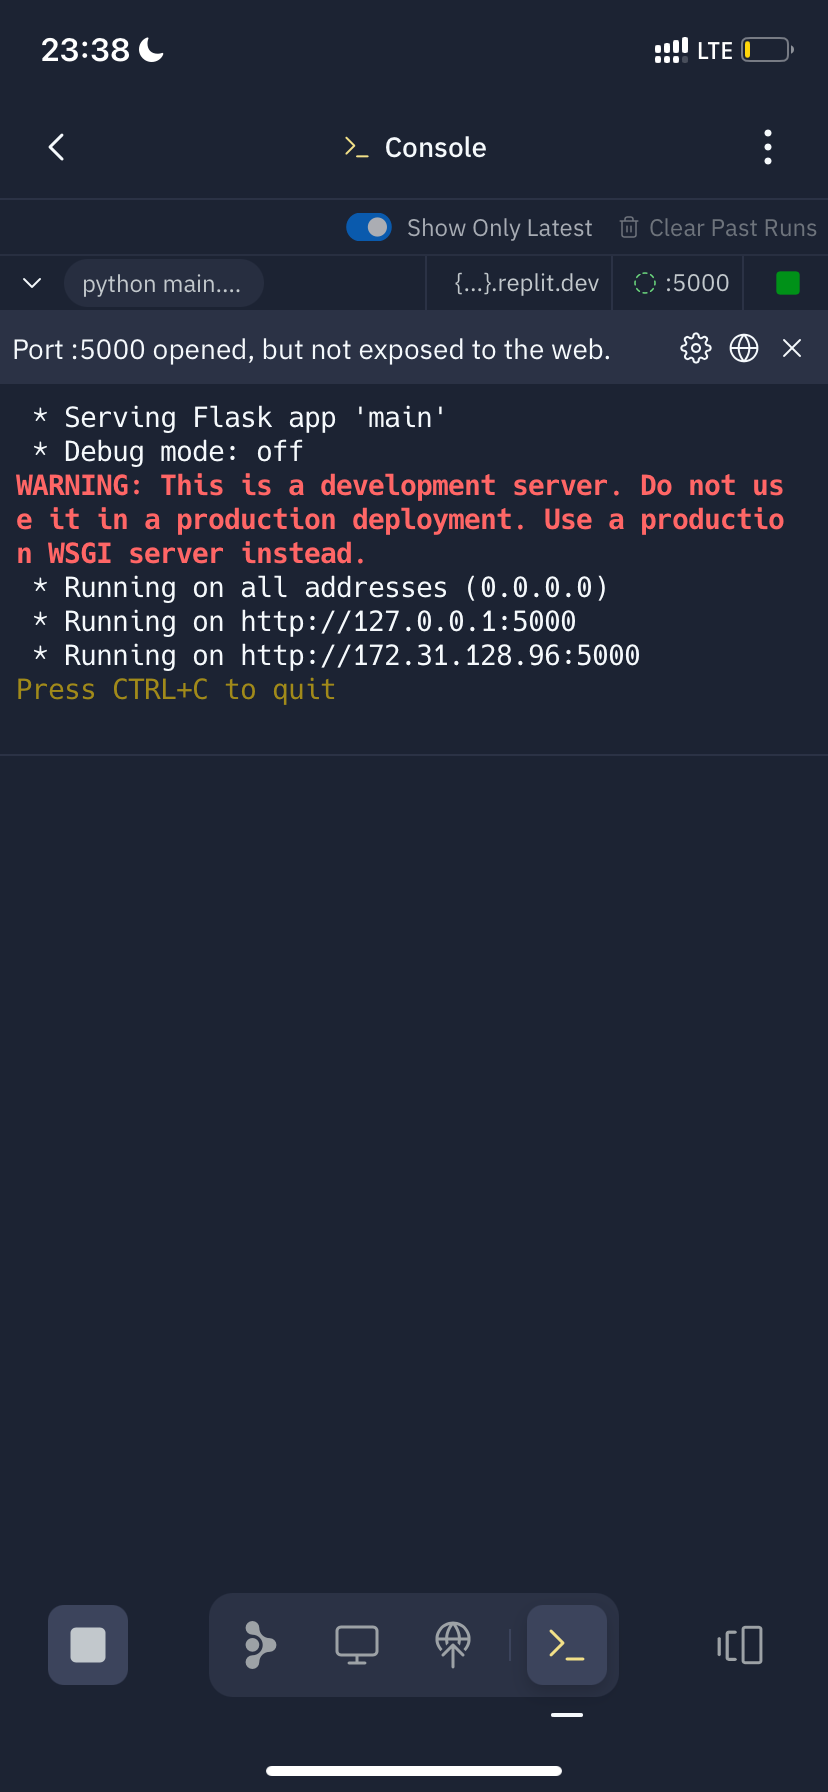 23:38
LTE
Console
Show Only Latest
Clear Past Runs
python main....
{...}.replit.dev
:5000
Port :5000 opened, but not exposed to the web.
* Serving Flask app 'main'
* Debug mode: off
WARNING: This is a development server. Do not us
e it in a production deployment. Use a productio
n WSGI server instead.
* Running on all addresses (0.0.0.0)
* Running on http://127.0.0.1:5000
* Running on http://172.31.128.96:5000
Press CTRL+C to quit